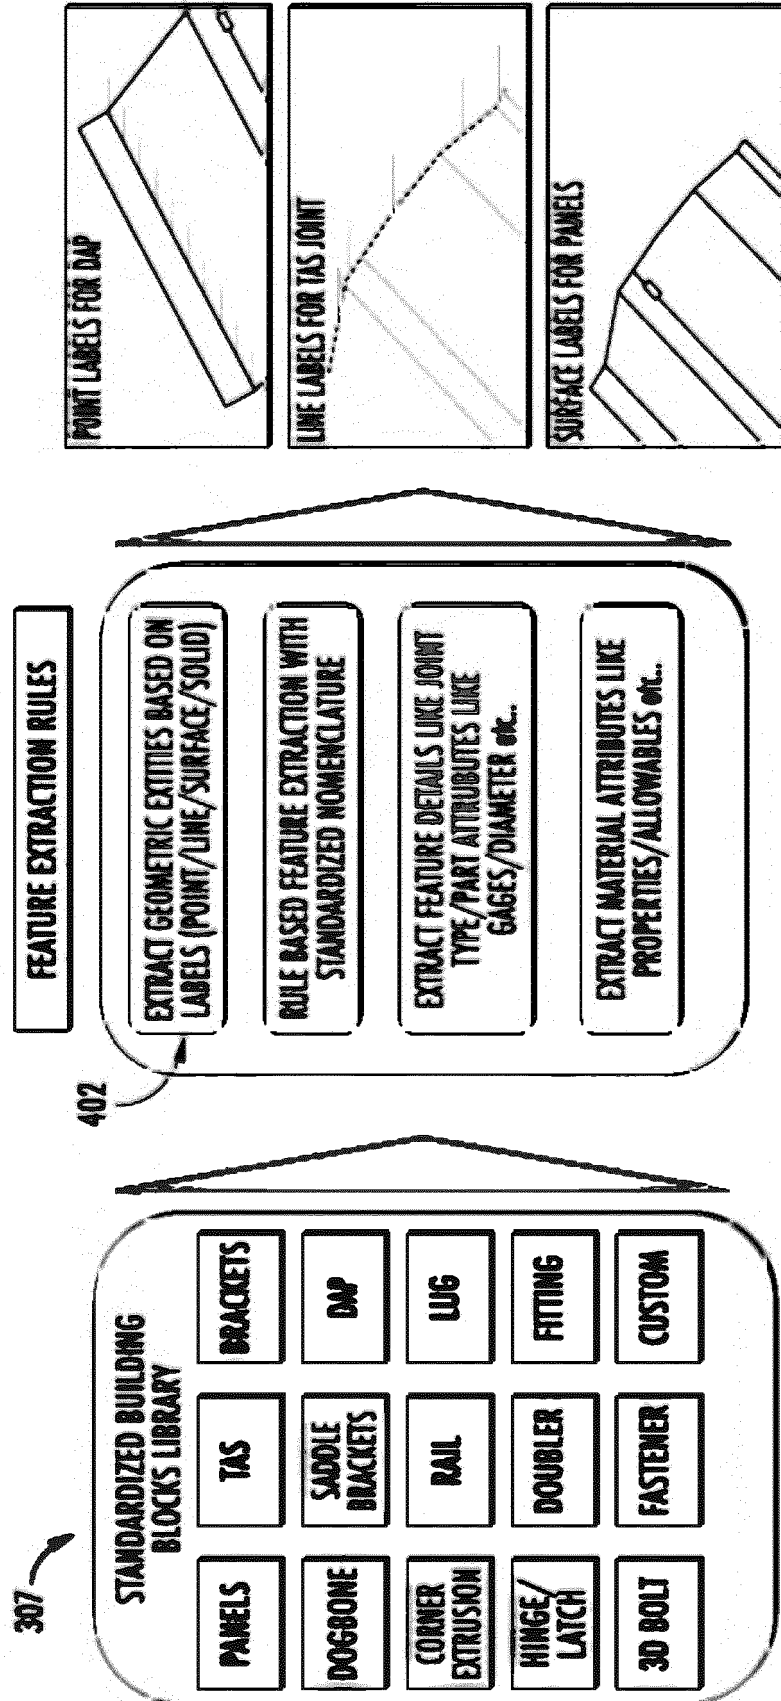 307
STANDARDIZED BUILDING
BLOCKS LIBRARY
PANELS
TAS
BRACKETS
DOGBONE
SADDLE
BRACKETS
DAP
CORNER
EXTRUSION
RAIL
LUG
HINGE/
LATCH
DOUBLER
FITTING
3D BOLT
FASTENER
CUSTOM
FEATURE EXTRACTION RULES
402
EXTRACT GEOMETRIC EXTITIES BASED ON
LABELS (POINT/LINE/SURFACE/SOLID)
RULE BASED FEATURE EXTRACTION WITH
STANDARDIZED NOMENCLATURE
EXTRACT FEATURE DETAILS LIKE JOINT
TYPE/PART ATTRUBUTES LIKE
GAGES/DIAMETER etc..
EXTRACT MATERIAL ATTRIBUTES LIKE
PROPERTIES/ALLOWABLES etc..
POINT LABELS FOR DAP
LINE LABELS FOR TAS JOINT
SURFACE LABELS FOR PANELS